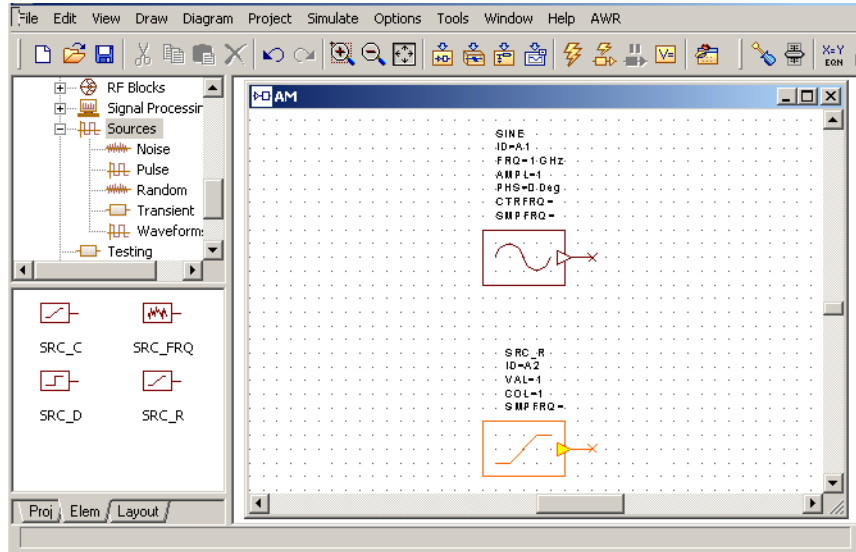 File Edit View Draw Diagram Project Simulate Options Tools Window Help AWR
X=Y
EQN
RF Blocks
Signal Processir
Sources
Noise
Pulse
Random
Transient
Waveforms
Testing
SRC_C SRC_FRQ
SRC_D SRC_R
Proj Elem Layout
AM
SINE
ID=A1
FRQ=1 GHz
AMPL=1
PHS=0 Deg
CTRFRQ=
SMPFRQ=
SRC_R
ID=A2
VAL=1
COL=1
SMPFRQ=